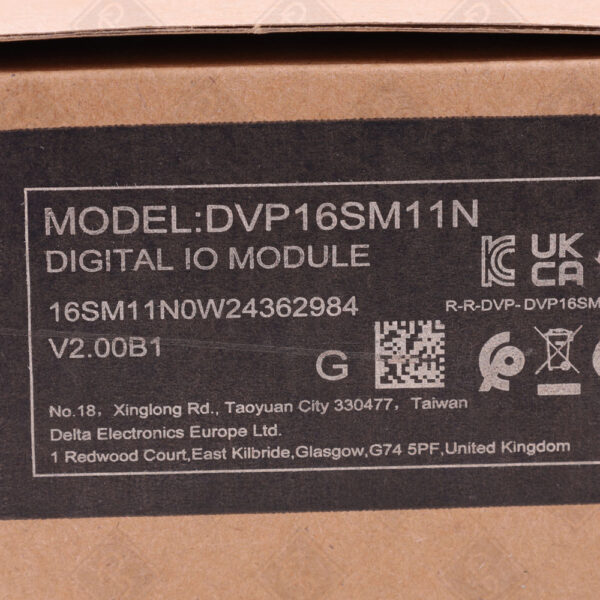 MODEL:DVP16SM11N
DIGITAL IO MODULE
UK
CA
16SM11N0W24362984
R-R-DVP- DVP16SM
V2.00B1
G
No.18, Xinglong Rd., Taoyuan City 330477, Taiwan
Delta Electronics Europe Ltd.
1 Redwood Court,East Kilbride,Glasgow,G74 5PF,United Kingdom